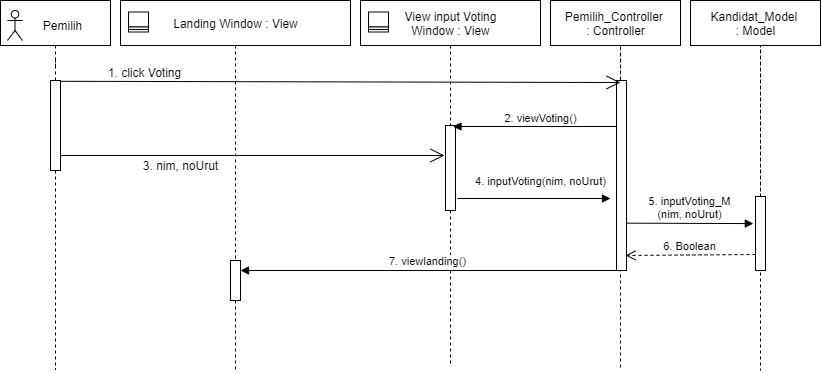 Pemilih
Landing Window : View
View input Voting
Window : View
Pemilih_Controller
: Controller
Kandidat_Model
: Model
1. click Voting
2. viewVoting()
3. nim, noUrut
4. inputVoting(nim, noUrut)
5. inputVoting_M
(nim, noUrut)
6. Boolean
7. viewlanding()